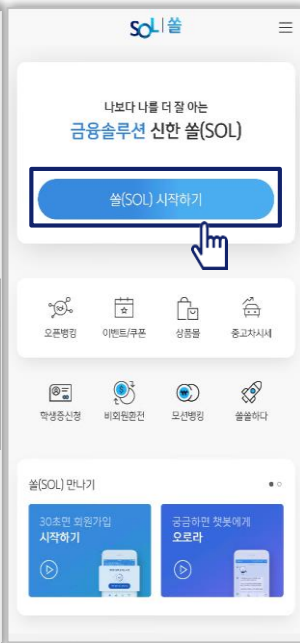 SOL 쏠
나보다 나를 더 잘 아는
금융솔루션 신한 쏠(SOL)
쏠(SOL) 시작하기
오픈뱅킹 이벤트/쿠폰 상품몰 중고차시세
학생증신청 비회원환전 모션뱅킹 쏠쏠하다
쏠(SOL) 만나기
30초면 회원가입
시작하기
궁금하면 챗봇에게
오로라